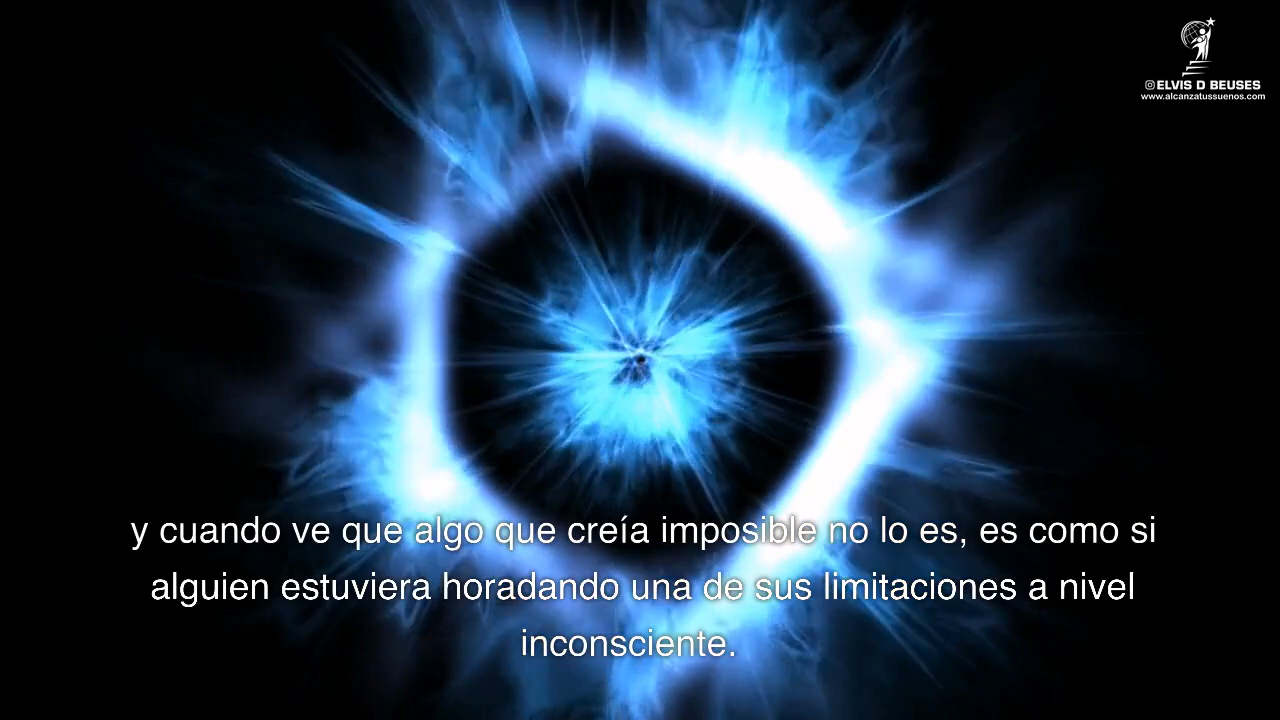 ELVIS D BEUSES
www.alcanzatussuenos.com
y cuando ve que algo que creía imposible no lo es, es como si
alguien estuviera horadando una de sus limitaciones a nivel
inconsciente.